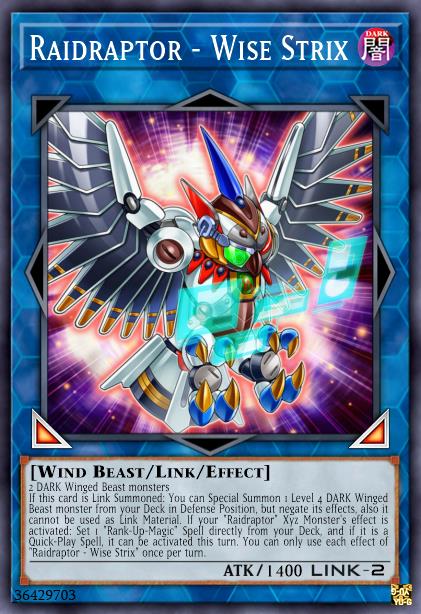 Raidraptor - Wise Strix
DARK
闇
[Wind Beast/Link/Effect]
2 DARK Winged Beast monsters
If this card is Link Summoned: You can Special Summon 1 Level 4 DARK Winged
Beast monster from your Deck in Defense Position, but negate its effects, also it
cannot be used as Link Material. If your "Raidraptor" Xyz Monster's effect is
activated: Set 1 "Rank-Up-Magic" Spell directly from your Deck, and if it is a
Quick-Play Spell, it can be activated this turn. You can only use each effect of
"Raidraptor - Wise Strix" once per turn.
ATK/1400 LINK-2
36429703